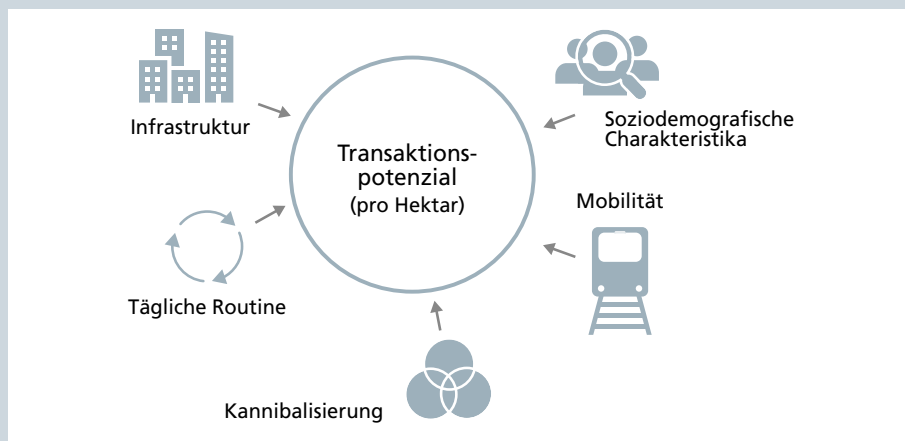 Infrastruktur
Soziodemografische
Charakteristika
Transaktions-
potenzial
(pro Hektar)
Mobilität
Tägliche Routine
Kannibalisierung